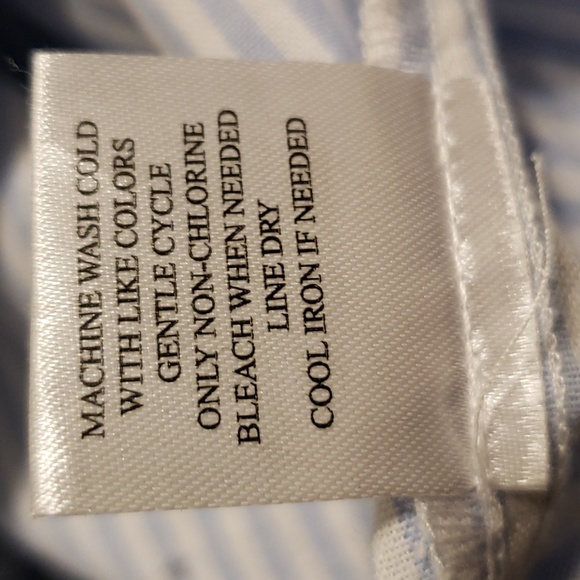 MACHINE WASH COLD
WITH LIKE COLORS
GENTLE CYCLE
ONLY NON-CHLORINE
BLEACH WHEN NEEDED
LINE DRY
COOL IRON IF NEEDED